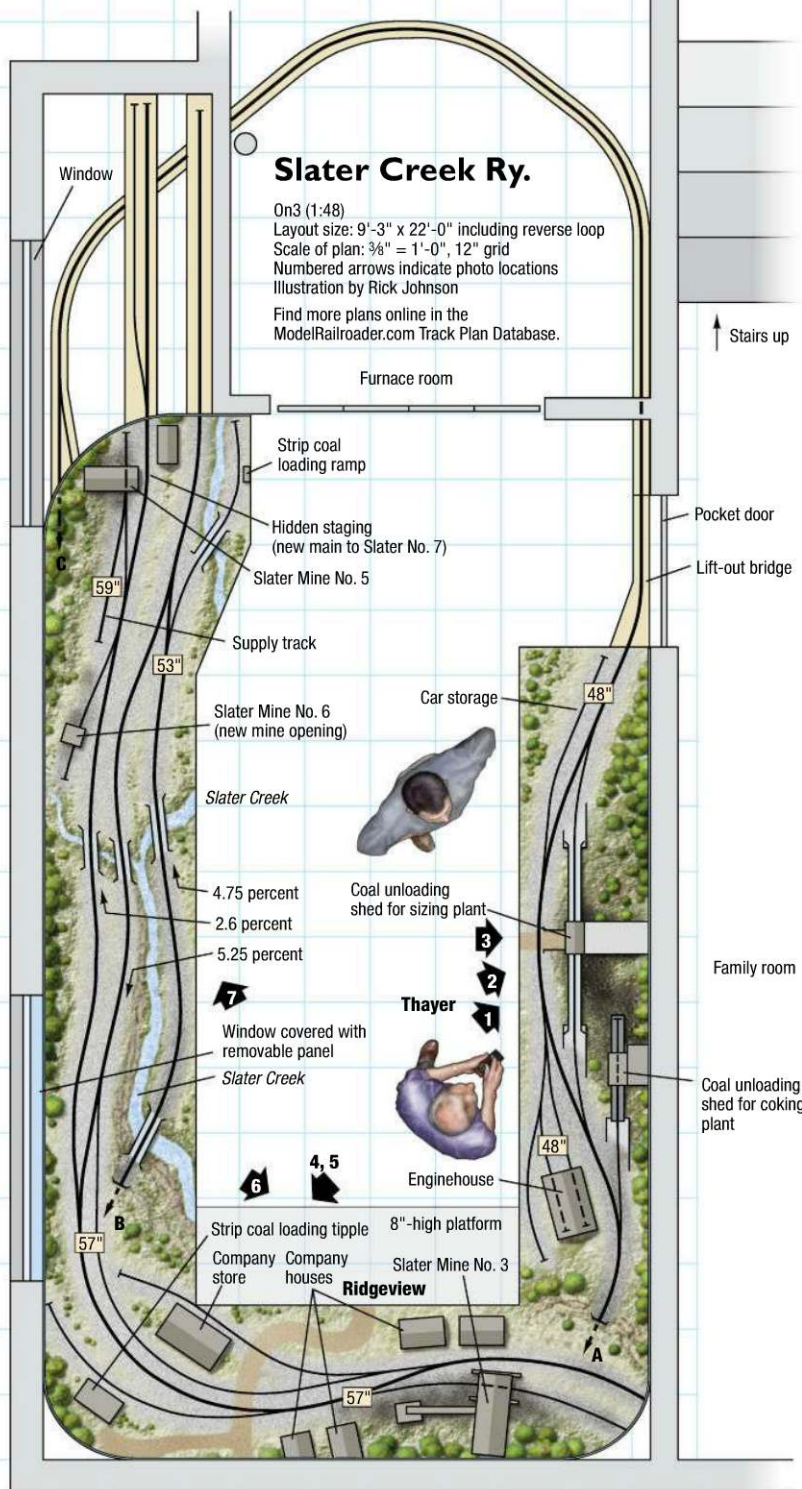 Window
Slater Creek Ry.
On3 (1:48)
Layout size: 9'-3" x 22'-0" including reverse loop
Scale of plan: ⅜" = 1'-0", 12" grid
Numbered arrows indicate photo locations
Illustration by Rick Johnson
Find more plans online in the
ModelRailroader.com Track Plan Database.
Stairs up
Furnace room
Strip coal
loading ramp
Hidden staging
(new main to Slater No. 7)
Slater Mine No. 5
Pocket door
Lift-out bridge
C
59"
Supply track
53"
Car storage
48"
Slater Mine No. 6
(new mine opening)
Slater Creek
4.75 percent
2.6 percent
5.25 percent
Coal unloading
shed for sizing plant
3
2
1
Thayer
Family room
7
Window covered with
removable panel
Slater Creek
Coal unloading
shed for coking
plant
48"
Enginehouse
4, 5
6
B
57"
8"-high platform
Strip coal loading tipple
Company
store
Company
houses
Ridgeview
Slater Mine No. 3
A
57"